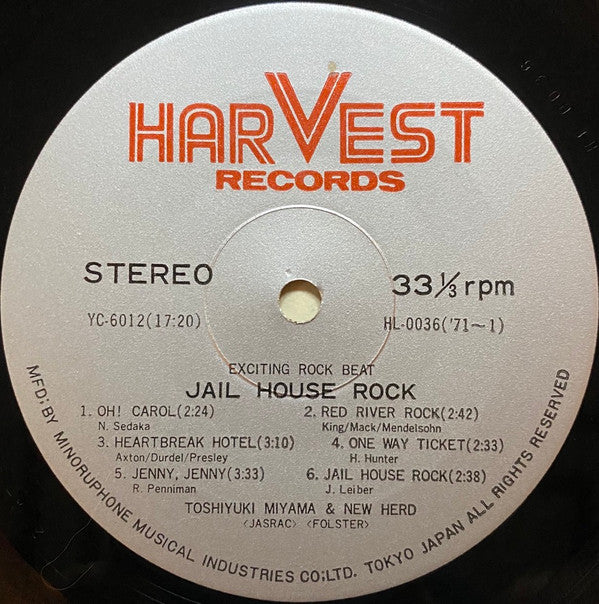 HARVEST
RECORDS
STEREO
33 1/3 rpm
YC-6012(17:20)
HL-0036('71~1)
EXCITING ROCK BEAT
JAIL HOUSE ROCK
1. OH! CAROL(2:24)
N. Sedaka
2. RED RIVER ROCK(2:42)
King/Mack/Mendelsohn
3. HEARTBREAK HOTEL(3:10)
Axton/Durdel/Presley
4. ONE WAY TICKET(2:33)
H. Hunter
5. JENNY, JENNY(3:33)
R. Penniman
6. JAIL HOUSE ROCK(2:38)
J. Leiber
TOSHIYUKI MIYAMA & NEW HERD
<JASRAC> <FOLSTER>
MFD; BY MINORUPHONE MUSICAL INDUSTRIES CO;LTD. TOKYO JAPAN ALL RIGHTS RESERVED